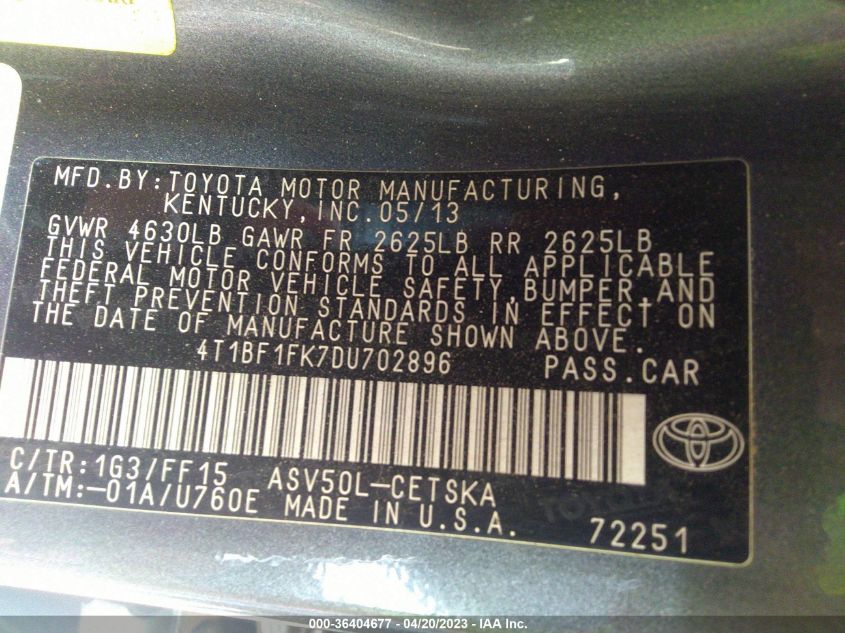 MFD.BY:TOYOTA MOTOR MANUFACTURING,
KENTUCKY,INC.05/13
GVWR 4630LB GAWR FR 2625LB RR 2625LB
THIS VEHICLE CONFORMS TO ALL APPLICABLE
FEDERAL MOTOR VEHICLE SAFETY,BUMPER,AND
THEFT PREVENTION STANDARDS IN EFFECT ON
THE DATE OF MANUFACTURE SHOWN ABOVE.
4T1BF1FK7DU702896 PASS.CAR
C/TR:1G3/FF15 ASV50L-CETSKA
A/TM:-01A/U760E MADE IN U.S.A. 72251
TOYOTA
000-36404677 - 04/20/2023 - IAA Inc.